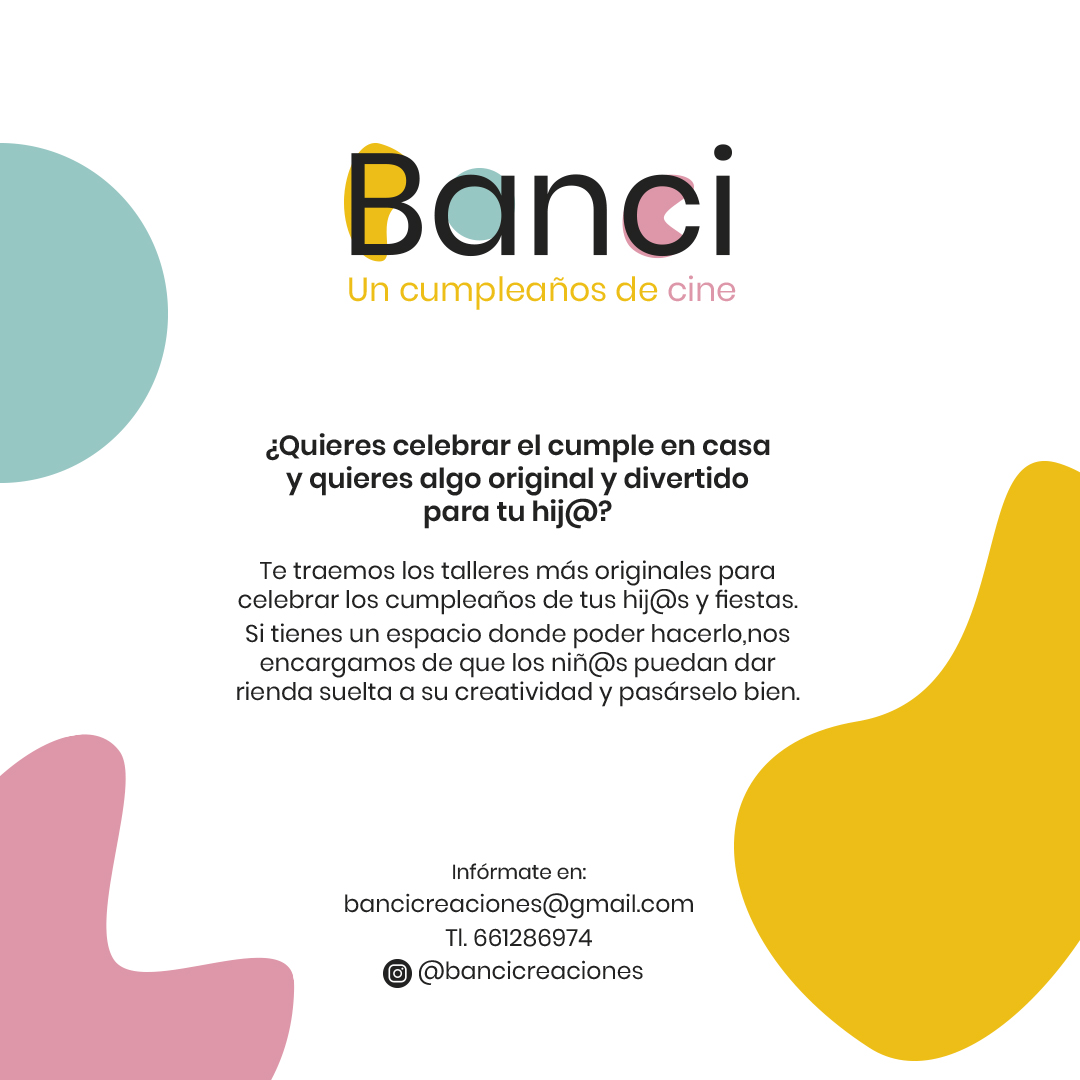 Banci
Un cumpleaños de cine
¿Quieres celebrar el cumple en casa
y quieres algo original y divertido
para tu hij@?
Te traemos los talleres más originales para
celebrar los cumpleaños de tus hij@s y fiestas.
Si tienes un espacio donde poder hacerlo,nos
encargamos de que los niñ@s puedan dar
rienda suelta a su creatividad y pasárselo bien.
Infórmate en:
bancicreaciones@gmail.com
Tl. 661286974
@bancicreaciones